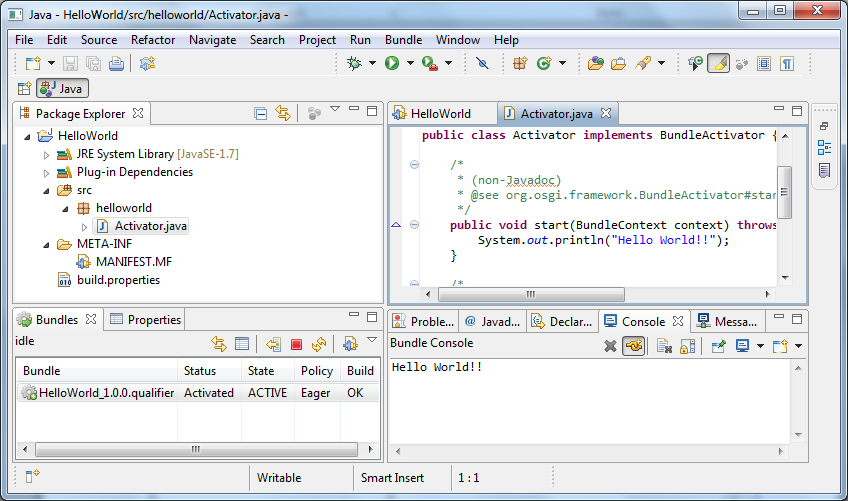 Java - HelloWorld/src/helloworld/Activator.java -
File Edit Source Refactor Navigate Search Project Run Bundle Window Help
Java
Package Explorer
HelloWorld
JRE System Library [JavaSE-1.7]
Plug-in Dependencies
src
helloworld
Activator.java
META-INF
MANIFEST.MF
build.properties
HelloWorld Activator.java
public class Activator implements BundleActivator {
/*
* (non-Javadoc)
* @see org.osgi.framework.BundleActivator#star
*/
public void start(BundleContext context) throws
System.out.println("Hello World!!");
}
/*
Bundles Properties
idle
Bundle Status State Policy Build
HelloWorld_1.0.0.qualifier Activated ACTIVE Eager OK
Proble... Javad... Declar... Console Messa...
Bundle Console
Hello World!!
Writable Smart Insert 1 : 1